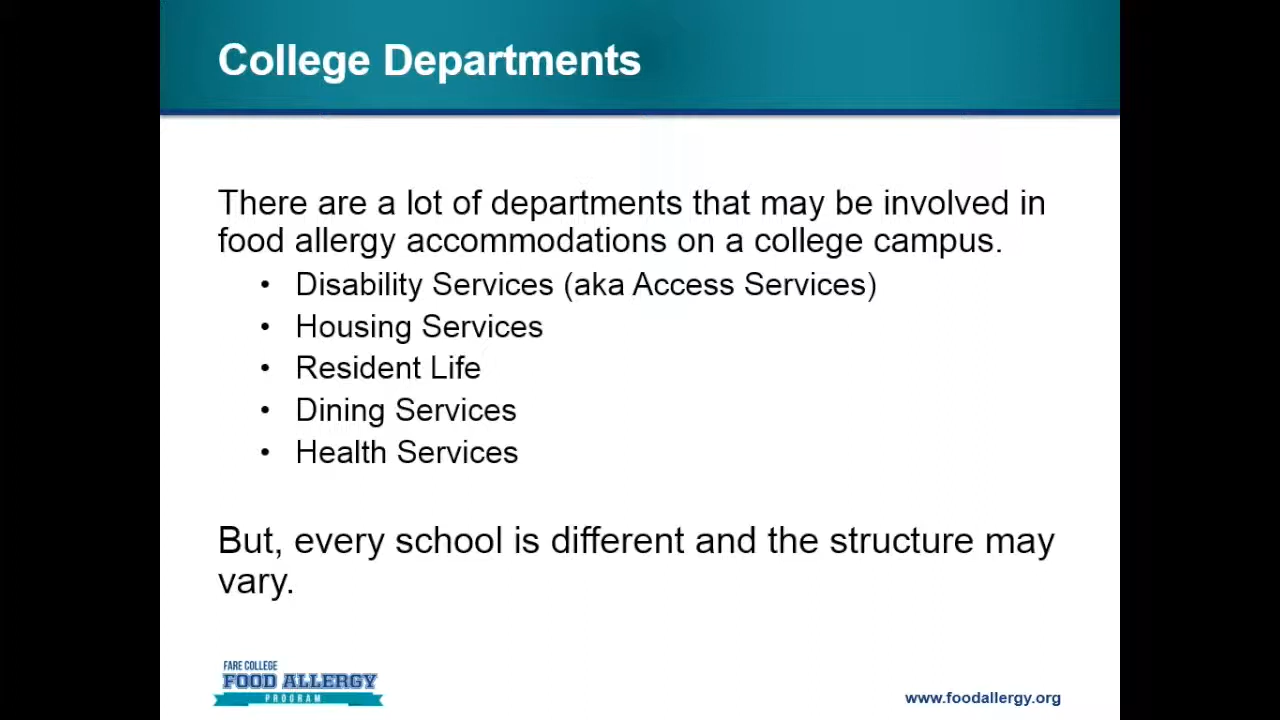 College Departments
There are a lot of departments that may be involved in
food allergy accommodations on a college campus.
• Disability Services (aka Access Services)
• Housing Services
• Resident Life
• Dining Services
• Health Services
But, every school is different and the structure may
vary.
FARE COLLEGE
FOOD ALLERGY
PROGRAM
www.foodallergy.org